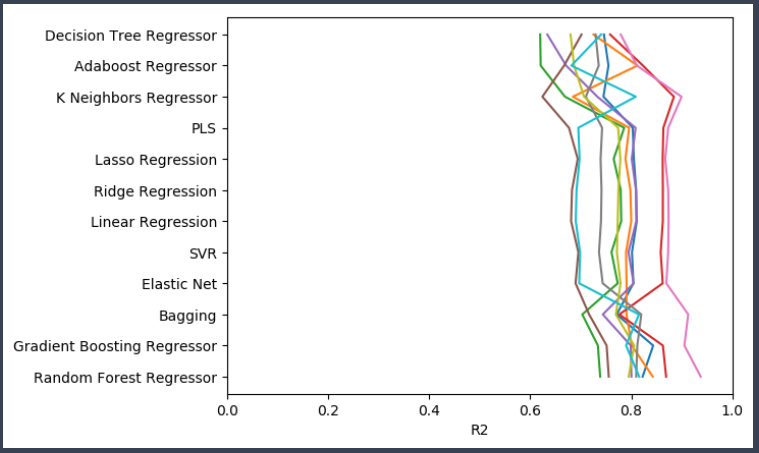 Decision Tree Regressor
Adaboost Regressor
K Neighbors Regressor
PLS
Lasso Regression
Ridge Regression
Linear Regression
SVR
Elastic Net
Bagging
Gradient Boosting Regressor
Random Forest Regressor
0.0 0.2 0.4 0.6 0.8 1.0
R2